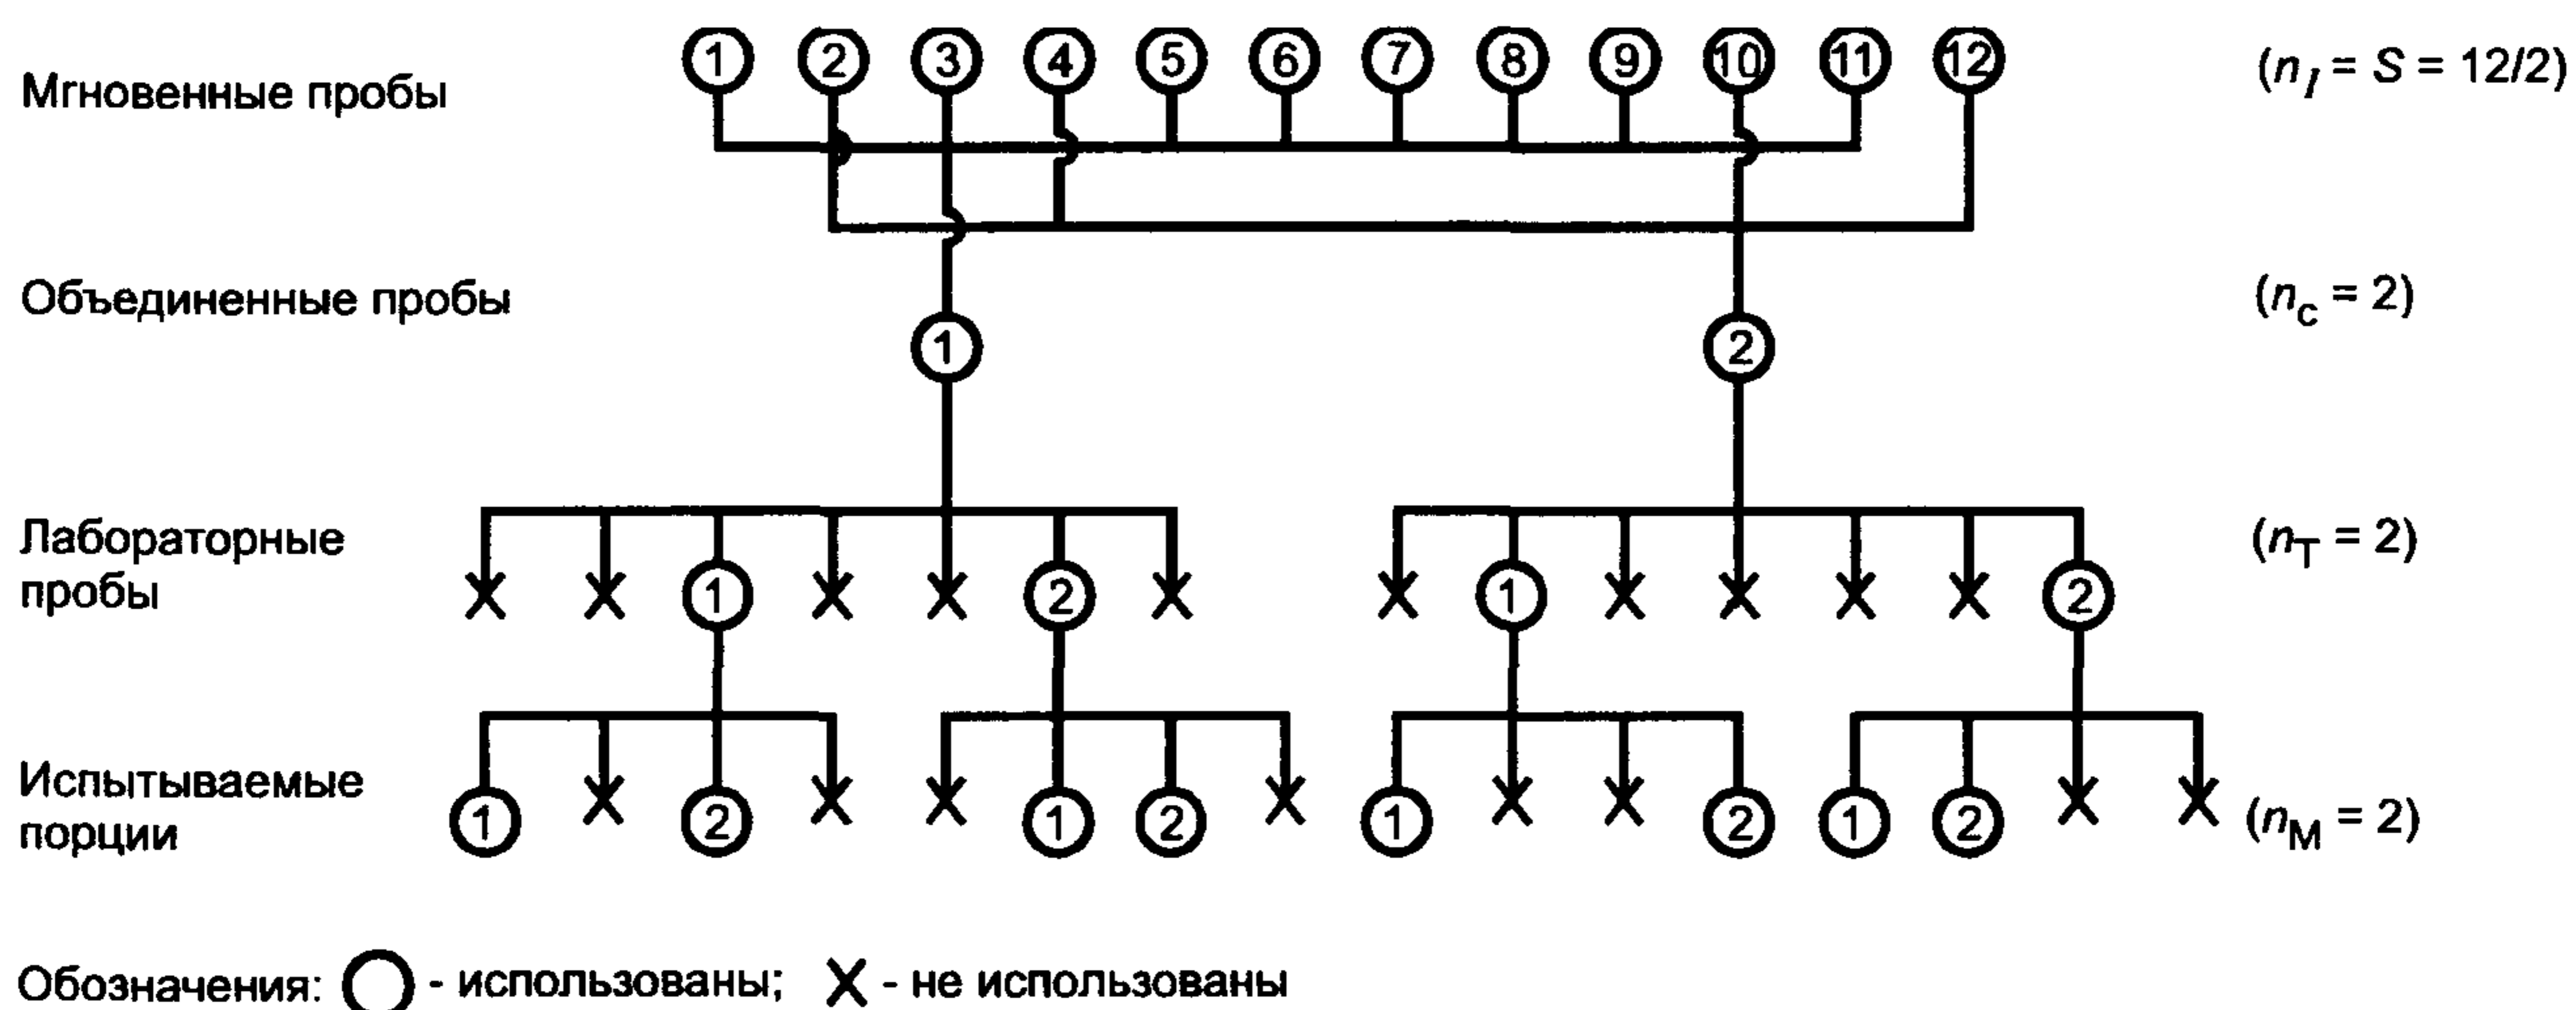 1 2 3 4 5 6 7 8 9 10 11 12
Мгновенные пробы (n_I = S = 12/2)
Объединенные пробы (n_c = 2)
1 2
Лабораторные
пробы
(n_T = 2)
1 2 1 2
Испытываемые
порции
(n_M = 2)
1 2 1 2 1 2 1 2
Обозначения: - использованы; - не использованы